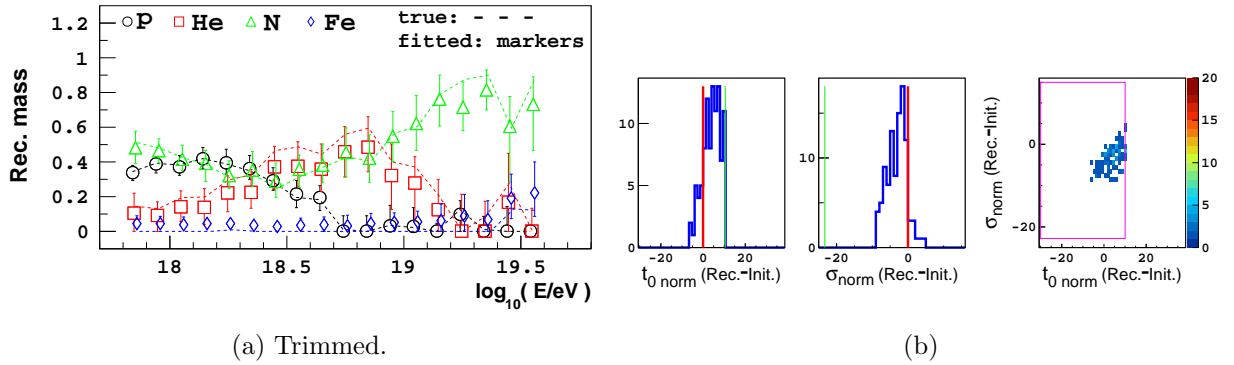 p He N Fe
true: - - -
fitted: markers
1.2
1
0.8
0.6
0.4
0.2
0
Rec. mass
18 18.5 19 19.5
log10( E/eV )
10
5
0
−20 0 20
t0 norm (Rec.−Init.)
10
0
−20 0 20
σnorm (Rec.−Init.)
0
−20
σnorm (Rec.−Init.)
−20 0 20
t0 norm (Rec.−Init.)
20
15
10
5
0
(a) Trimmed.
(b)